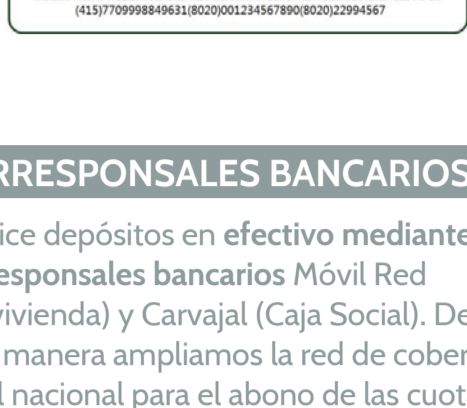 (415)7709998849631(8020)001234567890(8020)22994567
RRESPONSALES BANCARIOS
ice depósitos en efectivo mediante
esponsales bancarios Móvil Red
vivienda) y Carvajal (Caja Social). De
manera ampliamos la red de cober
l nacional para el abono de las cuot